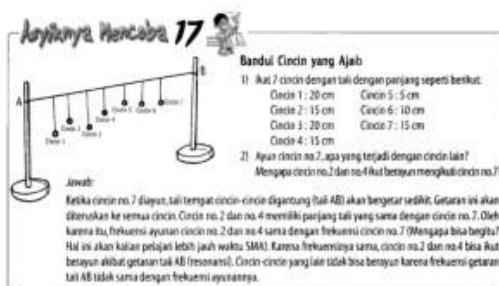 Asyiknya Mencoba 17
Bandul Cincin yang Ajaib
1) Ikat 7 cincin dengan tali dengan panjang seperti berikut:
Cincin 1 : 20 cm Cincin 5 : 5 cm
Cincin 2 : 15 cm Cincin 6 : 10 cm
Cincin 3 : 20 cm Cincin 7 : 15 cm
Cincin 4 : 15 cm
2) Ayun cincin no.7, apa yang terjadi dengan cincin lain?
Mengapa cincin no.2 dan no.4 ikut berayun mengikuti cincin no.7?
A
B
Cincin 1
Cincin 2
Cincin 3
Cincin 4
Cincin 5
Cincin 6
Cincin 7
Jawab:
Ketika cincin no. 7 diayun, tali tempat cincin-cincin digantung (tali AB) akan bergetar sedikit. Getaran ini akan
diteruskan ke semua cincin. Cincin no. 2 dan no. 4 memiliki panjang tali yang sama dengan cincin no. 7. Oleh
karena itu, frekuensi ayunan cincin no. 2 dan no. 4 sama dengan frekuensi cincin no. 7 (Mengapa bisa begitu?
Hal ini akan kalian pelajari lebih jauh waktu SMA). Karena frekuensinya sama, cincin no. 2 dan no. 4 bisa ikut
berayun akibat getaran tali AB (resonansi). Cincin-cincin yang lain tidak bisa berayun karena frekuensi getaran
tali AB tidak sama dengan frekuensi ayunannya.